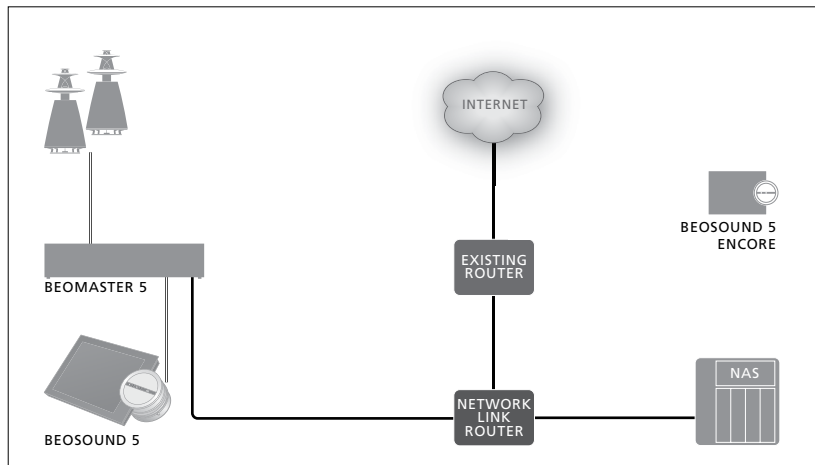 INTERNET
BEOSOUND 5
ENCORE
EXISTING
ROUTER
BEOMASTER 5
NAS
NETWORK
LINK
ROUTER
BEOSOUND 5